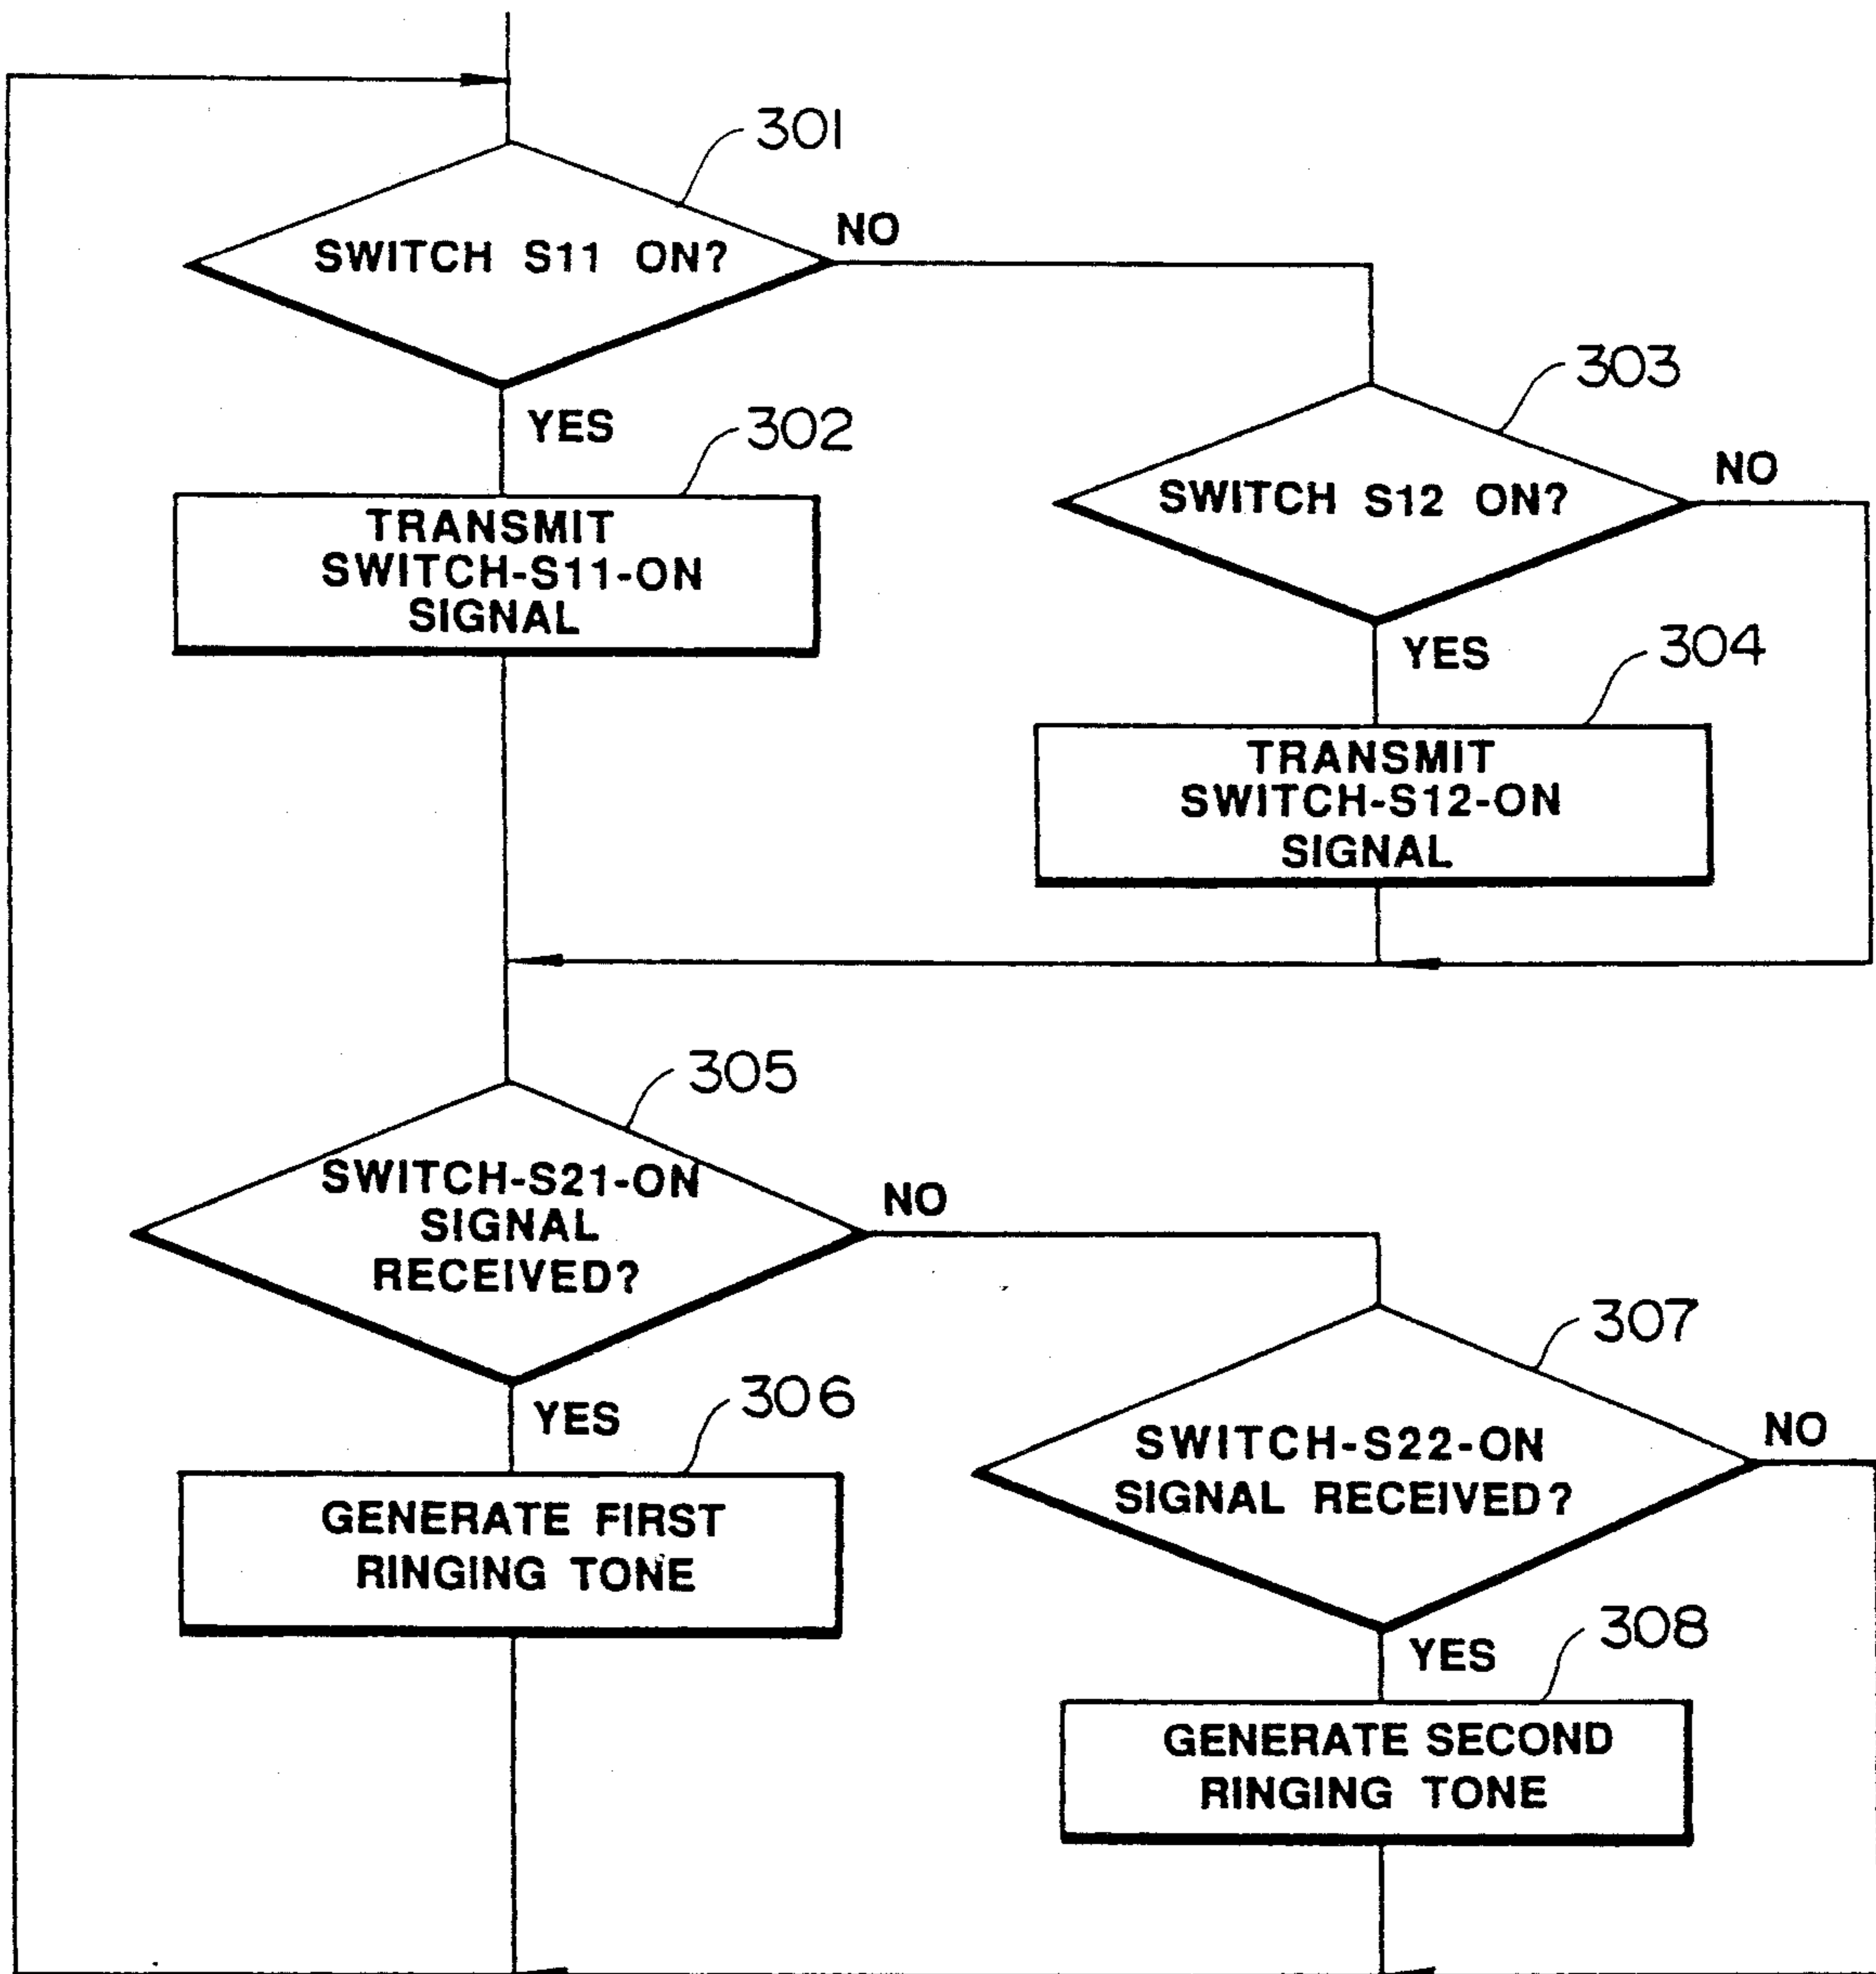 301
SWITCH S11 ON?
NO
YES
302
TRANSMIT
SWITCH-S11-ON
SIGNAL
303
SWITCH S12 ON?
NO
YES
304
TRANSMIT
SWITCH-S12-ON
SIGNAL
305
SWITCH-S21-ON
SIGNAL
RECEIVED?
NO
YES
306
GENERATE FIRST
RINGING TONE
307
SWITCH-S22-ON
SIGNAL RECEIVED?
NO
YES
308
GENERATE SECOND
RINGING TONE